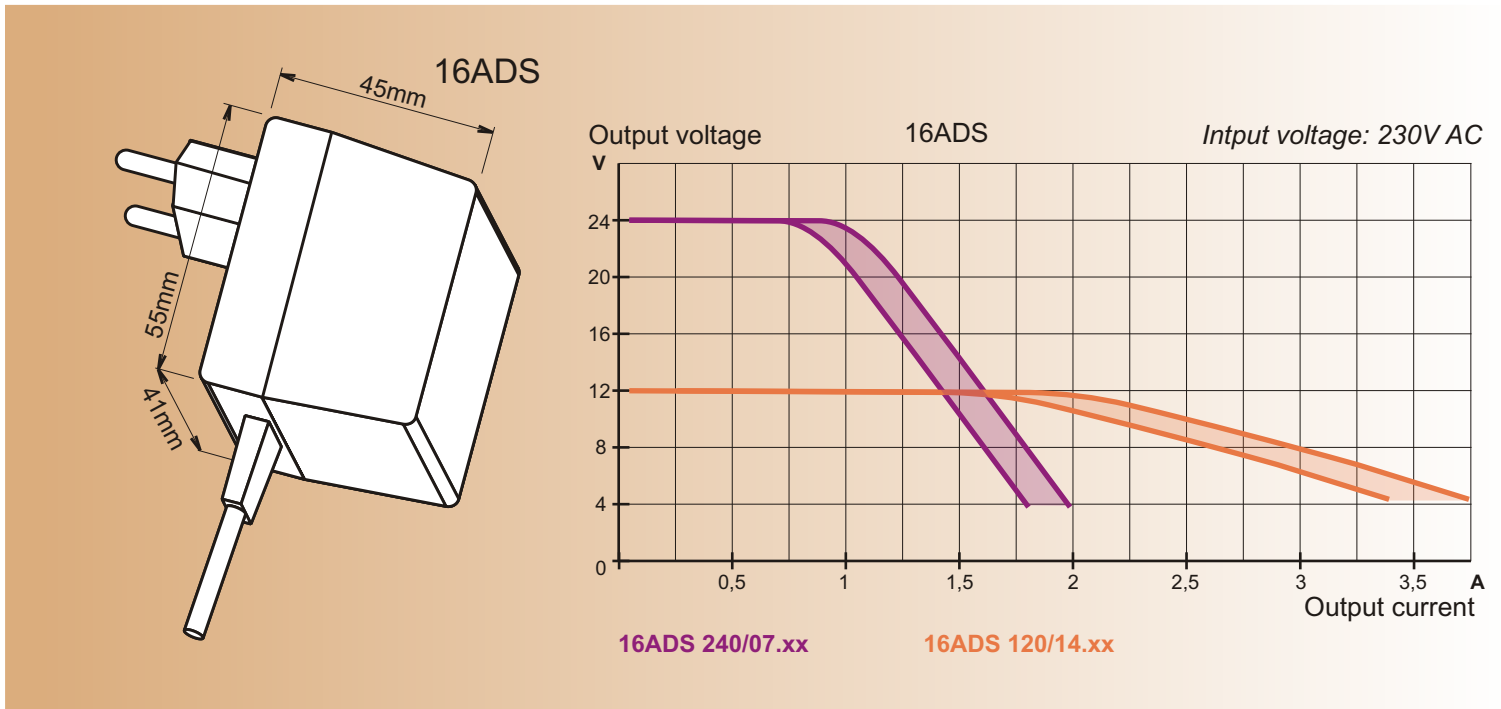 16ADS
45mm
55mm
41mm
Output voltage
16ADS
Intput voltage: 230V AC
V
24
20
16
12
8
4
0
0,5
1
1,5
2
2,5
3
3,5
A
Output current
16ADS 240/07.xx
16ADS 120/14.xx